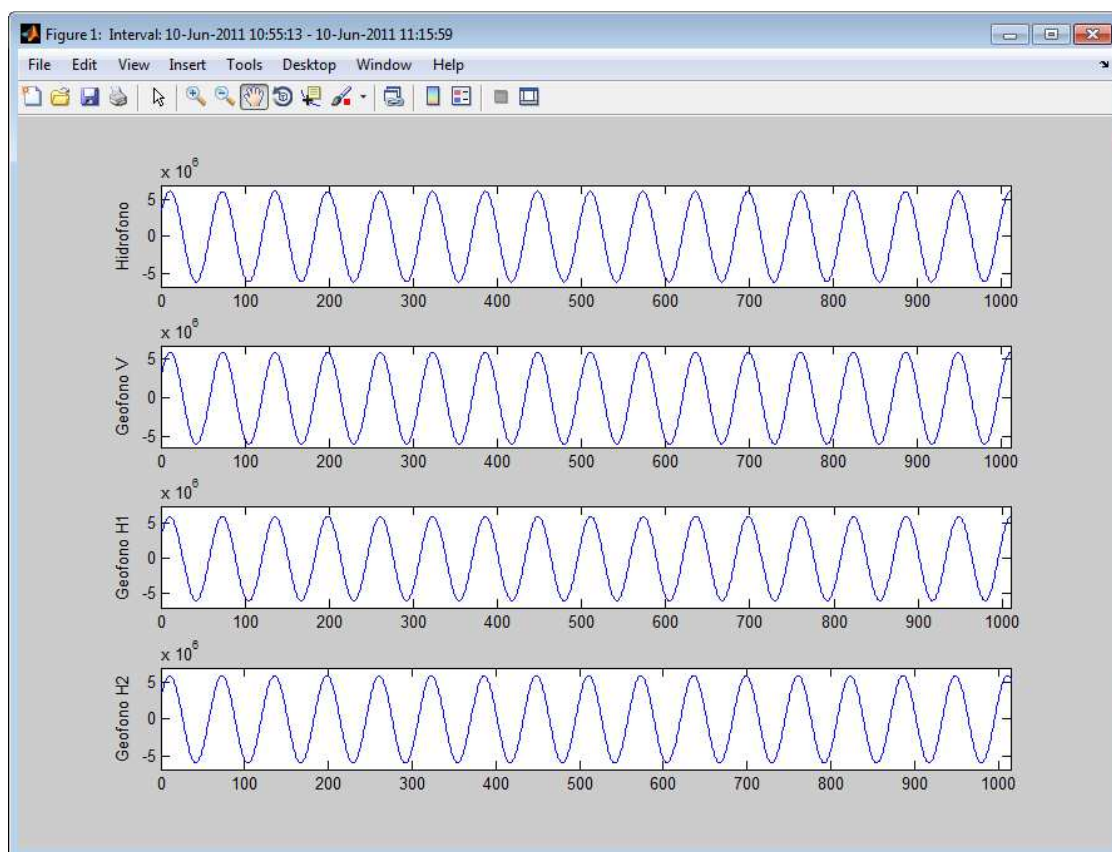 Figure 1: Interval: 10-Jun-2011 10:55:13 - 10-Jun-2011 11:15:59
File Edit View Insert Tools Desktop Window Help
x 10^6
5
0
-5
Hidrofono
0 100 200 300 400 500 600 700 800 900 1000
x 10^6
5
0
-5
Geofono V
0 100 200 300 400 500 600 700 800 900 1000
x 10^6
5
0
-5
Geofono H1
0 100 200 300 400 500 600 700 800 900 1000
x 10^6
5
0
-5
Geofono H2
0 100 200 300 400 500 600 700 800 900 1000